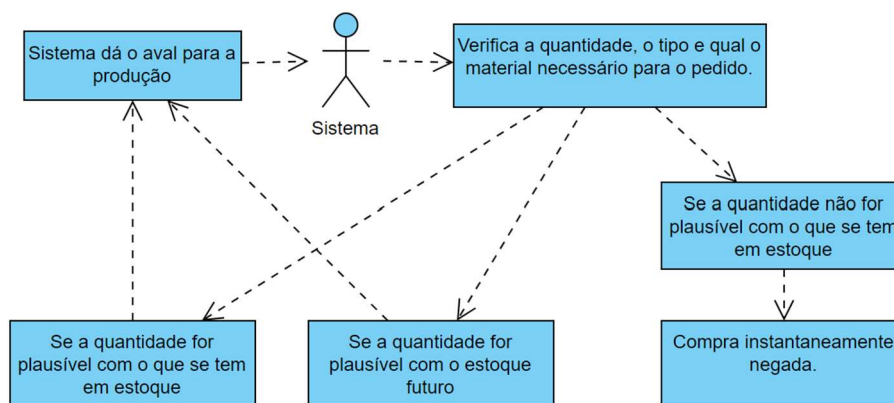 Sistema dá o aval para a
produção
Sistema
Verifica a quantidade, o tipo e qual o
material necessário para o pedido.
Se a quantidade não for
plausível com o que se tem
em estoque
Se a quantidade for
plausível com o que se tem
em estoque
Se a quantidade for
plausível com o estoque
futuro
Compra instantaneamente
negada.